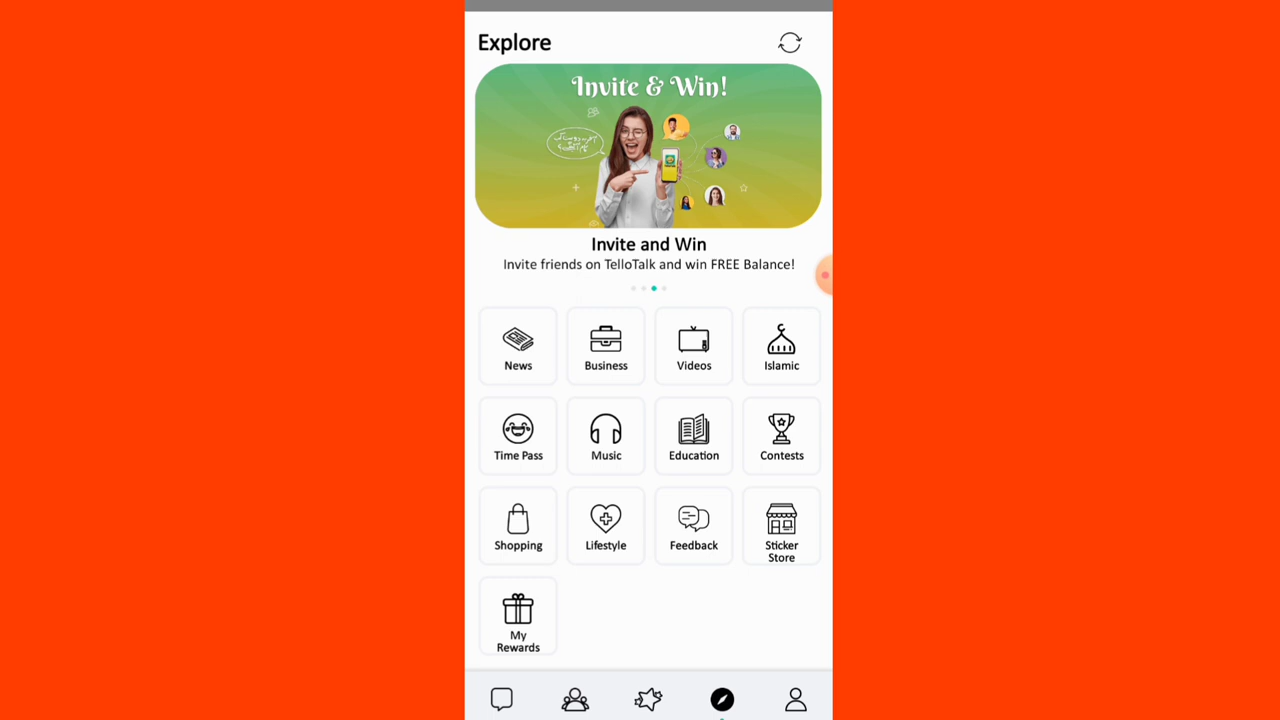 Explore
Invite & Win!
Invite and Win
Invite friends on TelloTalk and win FREE Balance!
News
Business
Videos
Islamic
Time Pass
Music
Education
Contests
Shopping
Lifestyle
Feedback
Sticker
Store
My
Rewards